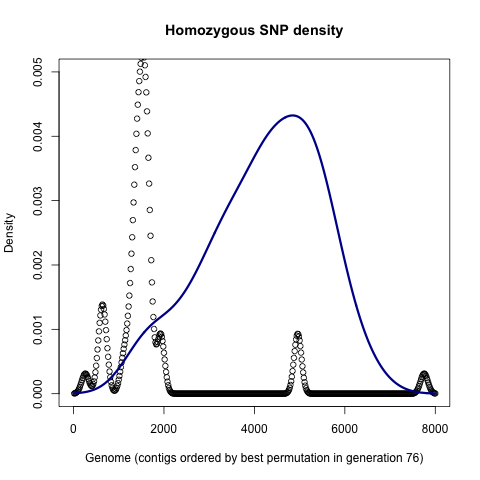 Homozygous SNP density
Density
0.005
0.004
0.003
0.002
0.001
0.000
0 2000 4000 6000 8000
Genome (contigs ordered by best permutation in generation 76)